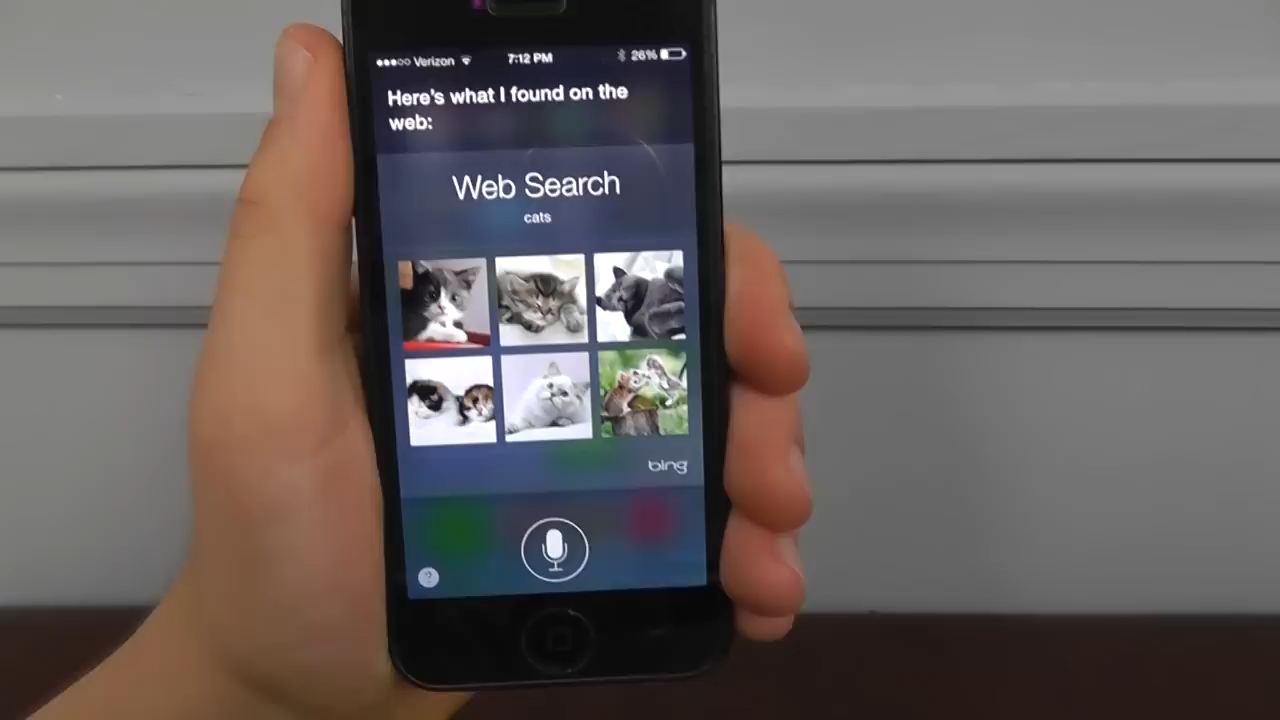 Verizon 7:12 PM 26%
Here's what I found on the
web:
Web Search
cats
bing
?